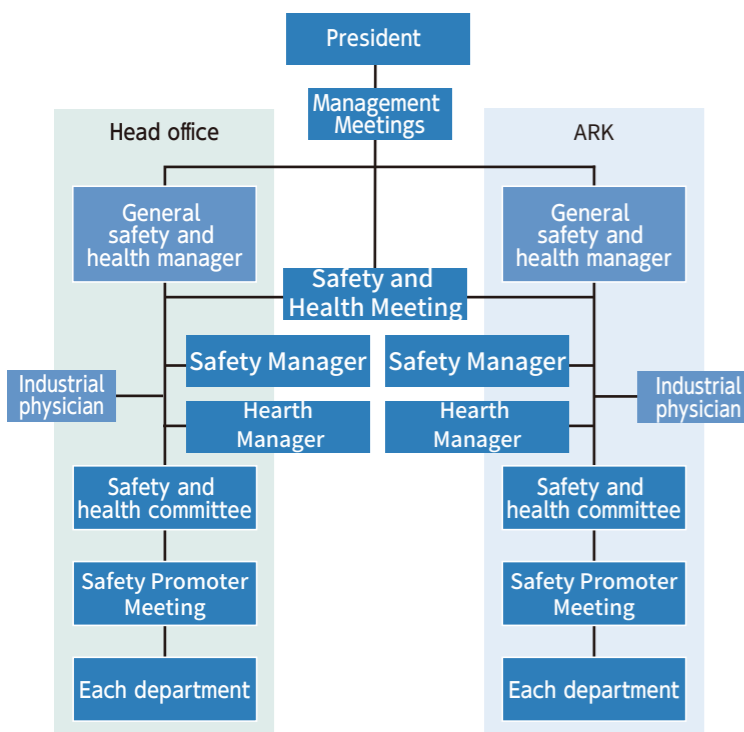 President
Management
Meetings
Head office
ARK
General
safety and
health manager
General
safety and
health manager
Safety and
Health Meeting
Safety Manager
Safety Manager
Industrial
physician
Industrial
physician
Hearth
Manager
Hearth
Manager
Safety and
health committee
Safety and
health committee
Safety Promoter
Meeting
Safety Promoter
Meeting
Each department
Each department